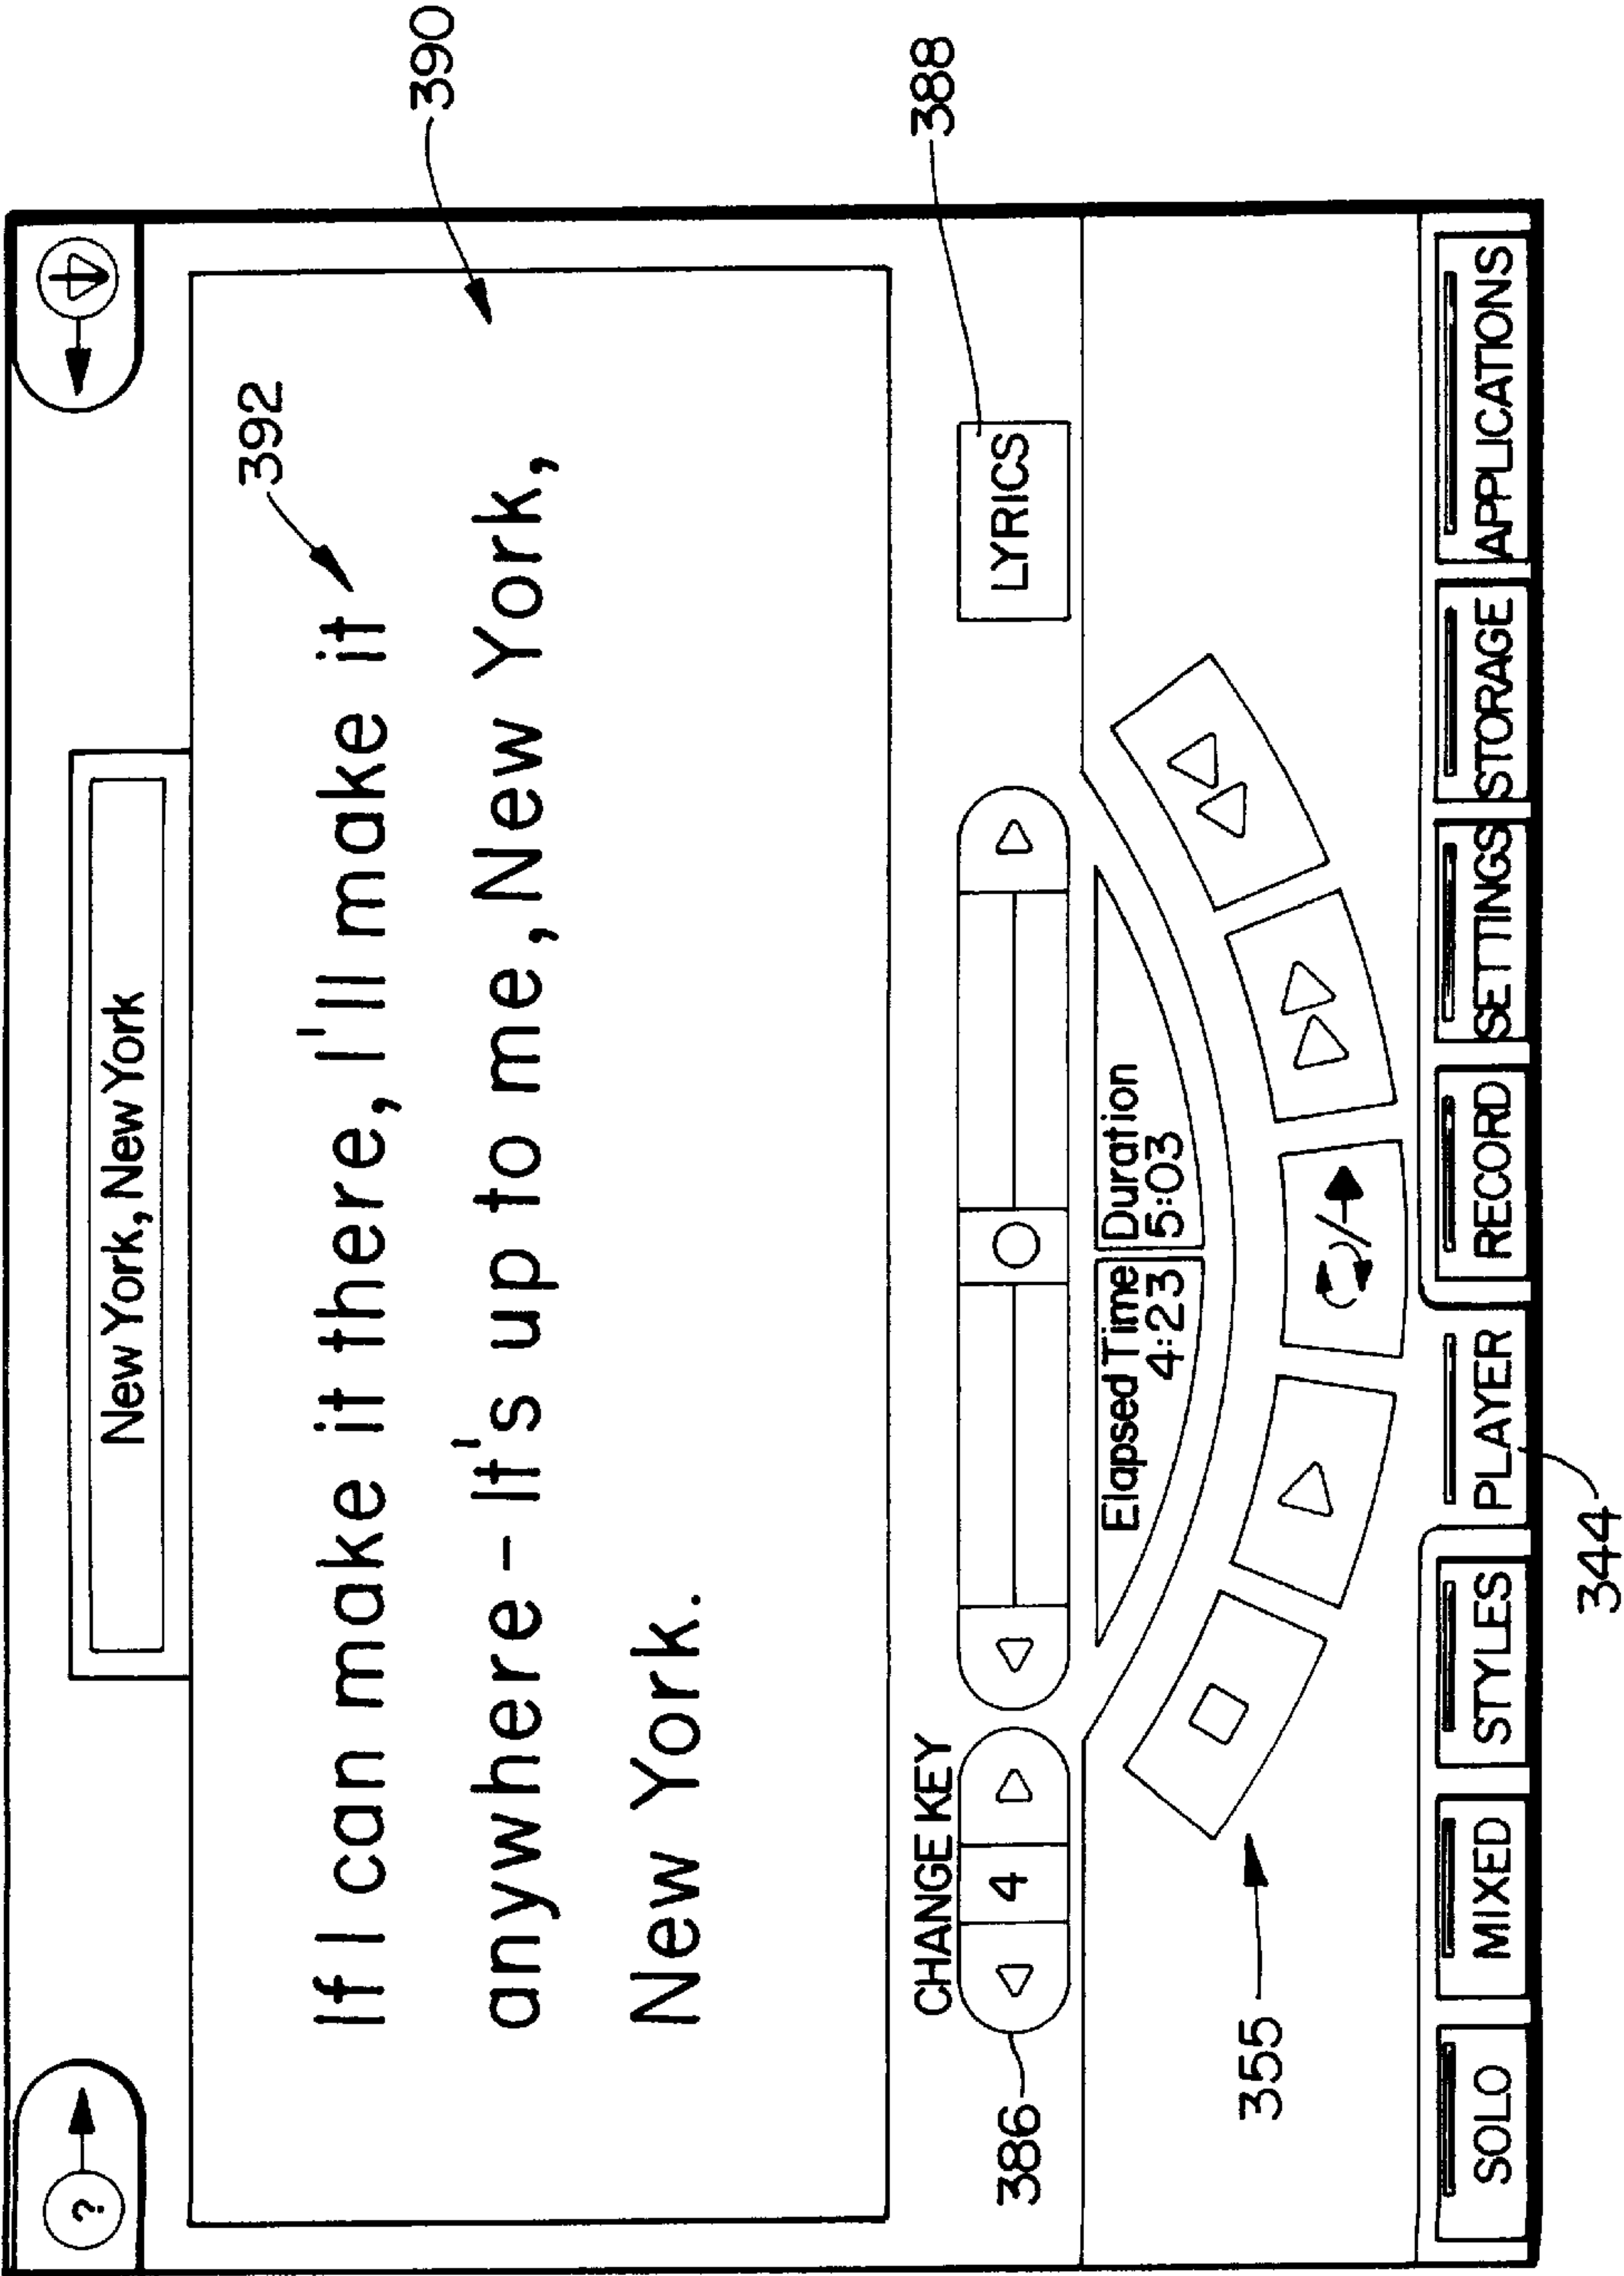 ?
New York, New York
392
390
If I can make it there, I'll make it
anywhere - It's up to me, New York,
New York.
CHANGE KEY
386
4
LYRICS
388
Elapsed Time
4:23
Duration
5:03
355
SOLO
MIXED
STYLES
PLAYER
RECORD
SETTINGS
STORAGE
APPLICATIONS
344